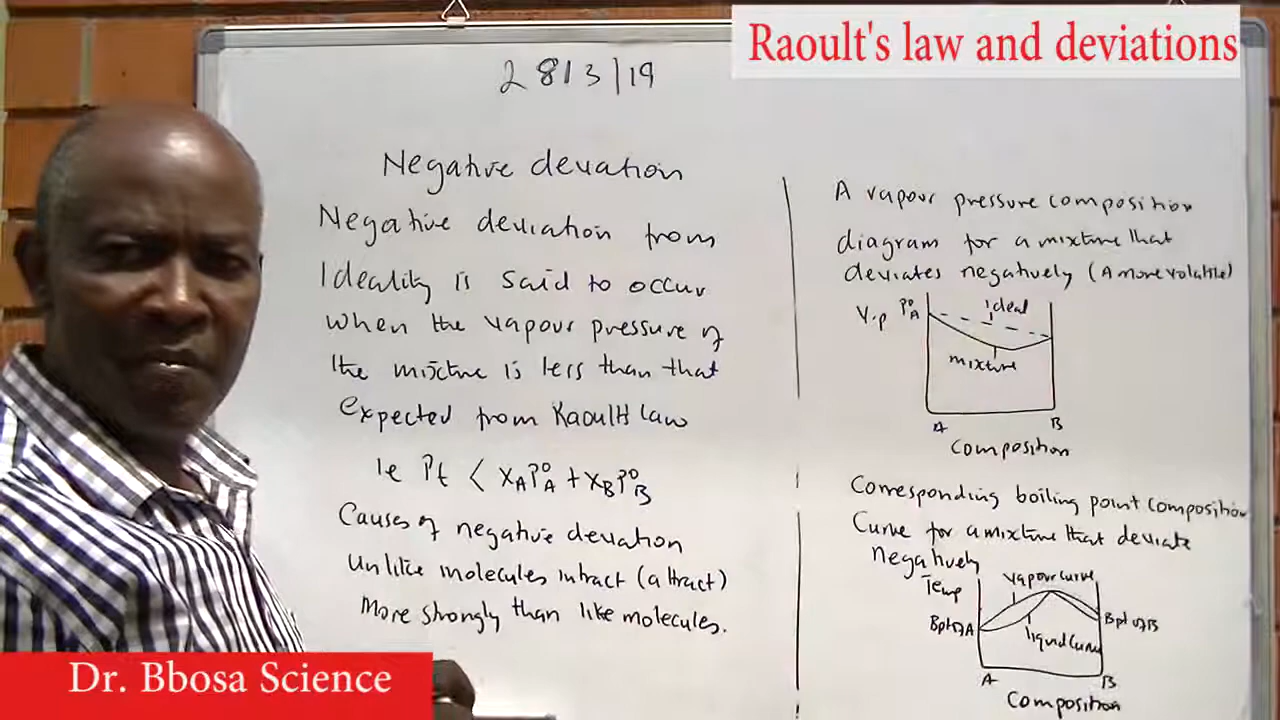 Raoult's law and deviations
2813/19
Negative deviation
Negative deviation from
Ideality is said to occur
when the vapour pressure of
the mixture is less than that
expected from Raoults law
ie Pt < XAP°A + XBP°B
Causes of negative deviation
Unlike molecules intract (attract)
More strongly than like molecules.
A vapour pressure composition
diagram for a mixture that
deviates negatively (A more volatile)
V.p P°A ideal
mixture
A B
Composition
Corresponding boiling point composition
Curve for a mixture that deviate
Negatively
Temp vapour curve
Bpt of A liquid curve Bpt of B
A B
Composition
Dr. Bbosa Science